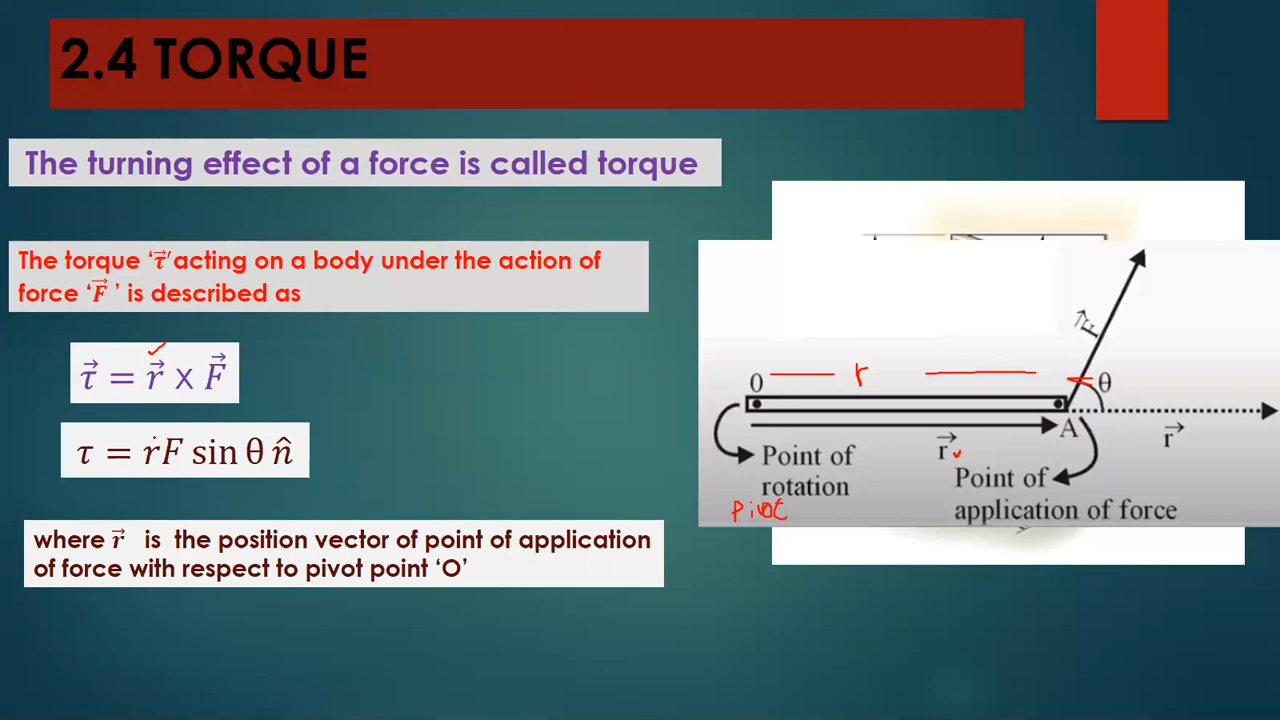 2.4 TORQUE
The turning effect of a force is called torque
The torque ‘τ⃗’ acting on a body under the action of
force ‘F⃗ ’ is described as
τ⃗ = r⃗ x F⃗
τ = rF sin θ n̂
where r⃗ is the position vector of point of application
of force with respect to pivot point ‘O’
F⃗
0
r
θ
A
r⃗
r⃗
Point of
rotation
Pivot
Point of
application of force